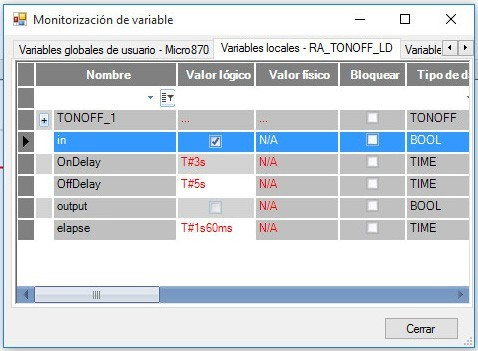 Monitorización de variable
Variables globales de usuario - Micro870 Variables locales - RA_TONOFF_LD Variable
Nombre Valor lógico Valor físico Bloquear Tipo de d
TONOFF_1 ... ... TONOFF
in N/A BOOL
OnDelay T#3s N/A TIME
OffDelay T#5s N/A TIME
output N/A BOOL
elapse T#1s60ms N/A TIME
Cerrar